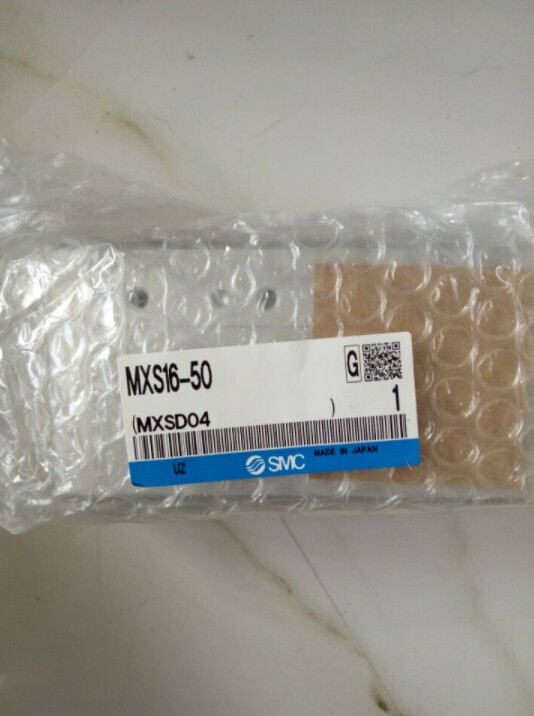 MXS16-50
G
(MXSD04 )
1
UZ SMC MADE IN JAPAN